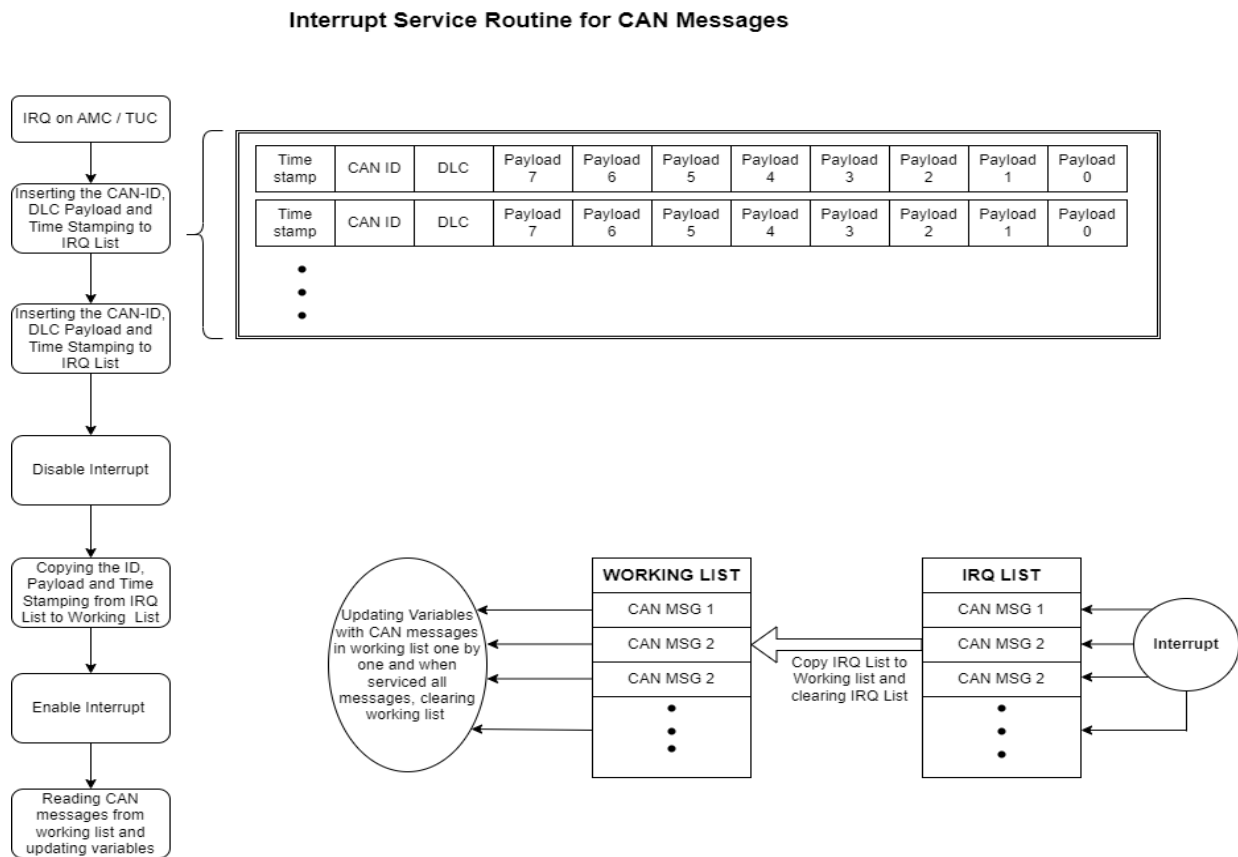 Interrupt Service Routine for CAN Messages
IRQ on AMC / TUC
Inserting the CAN-ID,
DLC Payload and
Time Stamping to
IRQ List
Inserting the CAN-ID,
DLC Payload and
Time Stamping to
IRQ List
Disable Interrupt
Copying the ID,
Payload and Time
Stamping from IRQ
List to Working List
Enable Interrupt
Reading CAN
messages from
working list and
updating variables
Time stamp CAN ID DLC Payload 7 Payload 6 Payload 5 Payload 4 Payload 3 Payload 2 Payload 1 Payload 0
Time stamp CAN ID DLC Payload 7 Payload 6 Payload 5 Payload 4 Payload 3 Payload 2 Payload 1 Payload 0
Updating Variables
with CAN messages
in working list one by
one and when
serviced all
messages, clearing
working list
WORKING LIST
CAN MSG 1
CAN MSG 2
CAN MSG 2
Copy IRQ List to
Working list and
clearing IRQ List
IRQ LIST
CAN MSG 1
CAN MSG 2
CAN MSG 2
Interrupt